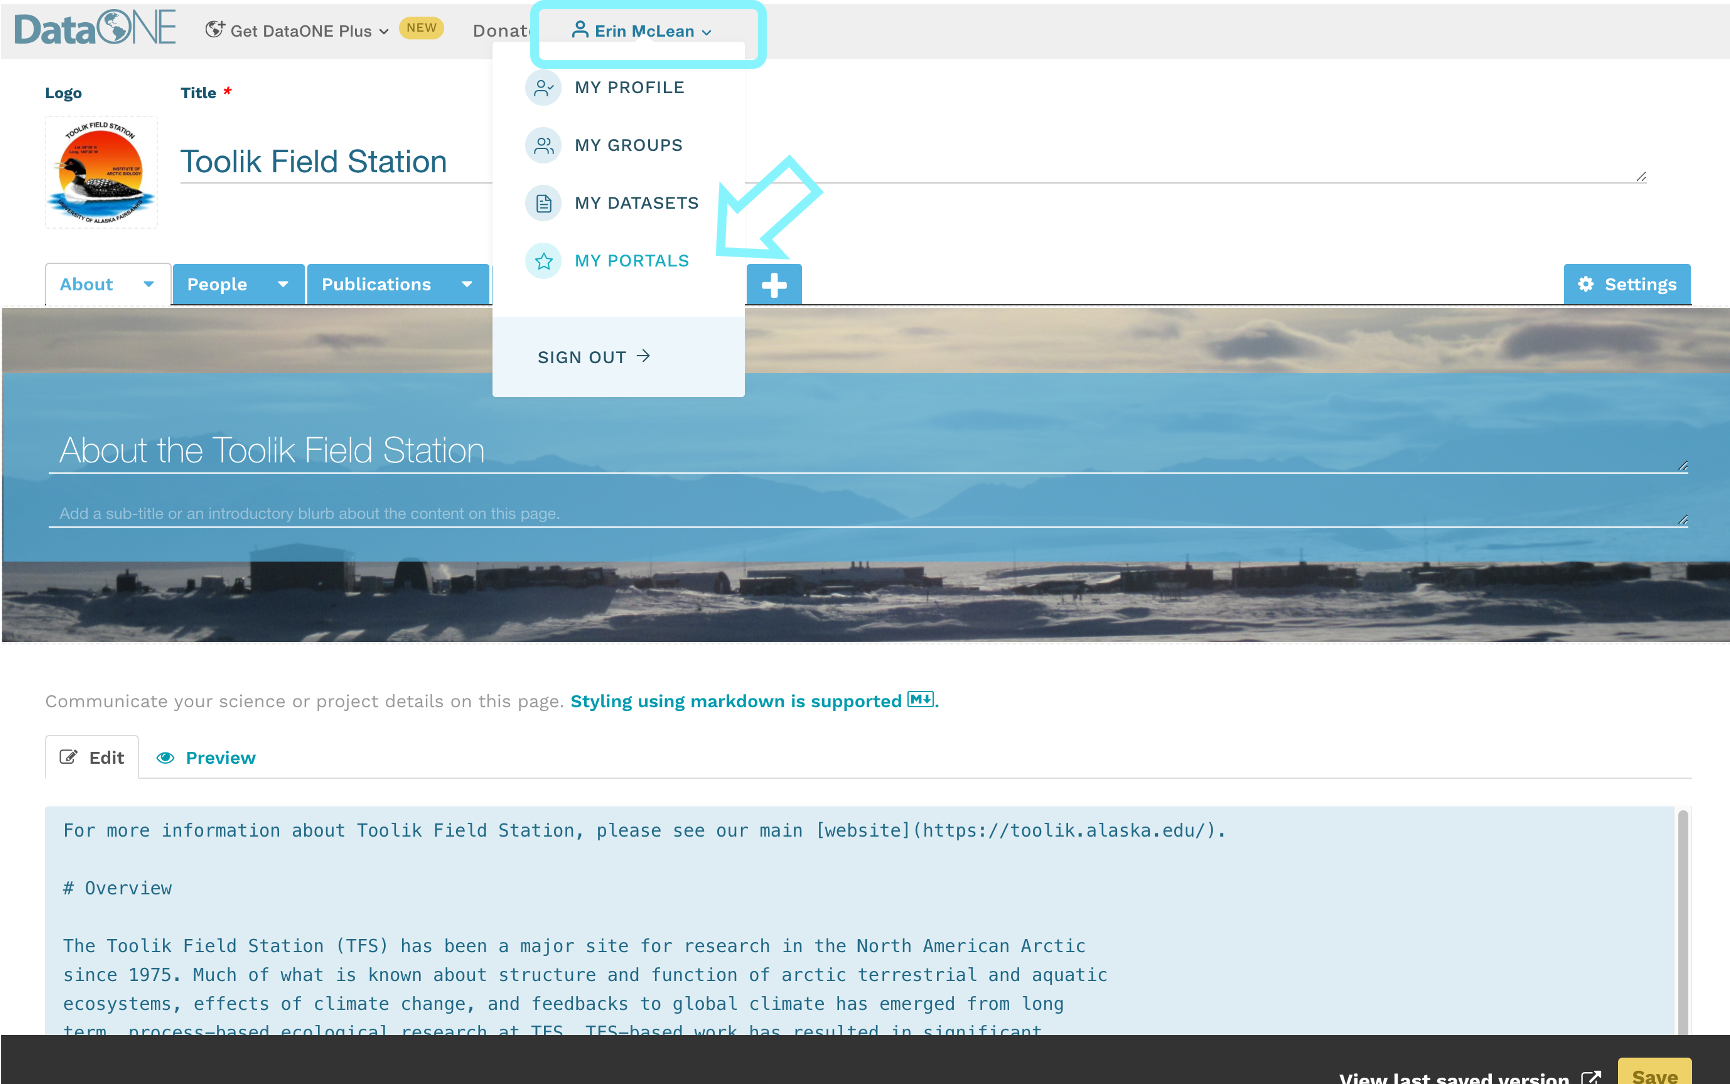 DataONE
Get DataONE Plus
NEW
Donat
Erin McLean
MY PROFILE
MY GROUPS
MY DATASETS
MY PORTALS
SIGN OUT →
Logo
Title *
TOOLIK FIELD STATION
INSTITUTE OF
ARCTIC BIOLOGY
UNIVERSITY OF ALASKA FAIRBANKS
Toolik Field Station
About
People
Publications
Settings
About the Toolik Field Station
Add a sub-title or an introductory blurb about the content on this page.
Communicate your science or project details on this page. Styling using markdown is supported M.
Edit
Preview
For more information about Toolik Field Station, please see our main [website](https://toolik.alaska.edu/).
# Overview
The Toolik Field Station (TFS) has been a major site for research in the North American Arctic
since 1975. Much of what is known about structure and function of arctic terrestrial and aquatic
ecosystems, effects of climate change, and feedbacks to global climate has emerged from long
term, process-based ecological research at TFS. TFS-based work has resulted in significant
View last saved version
Save